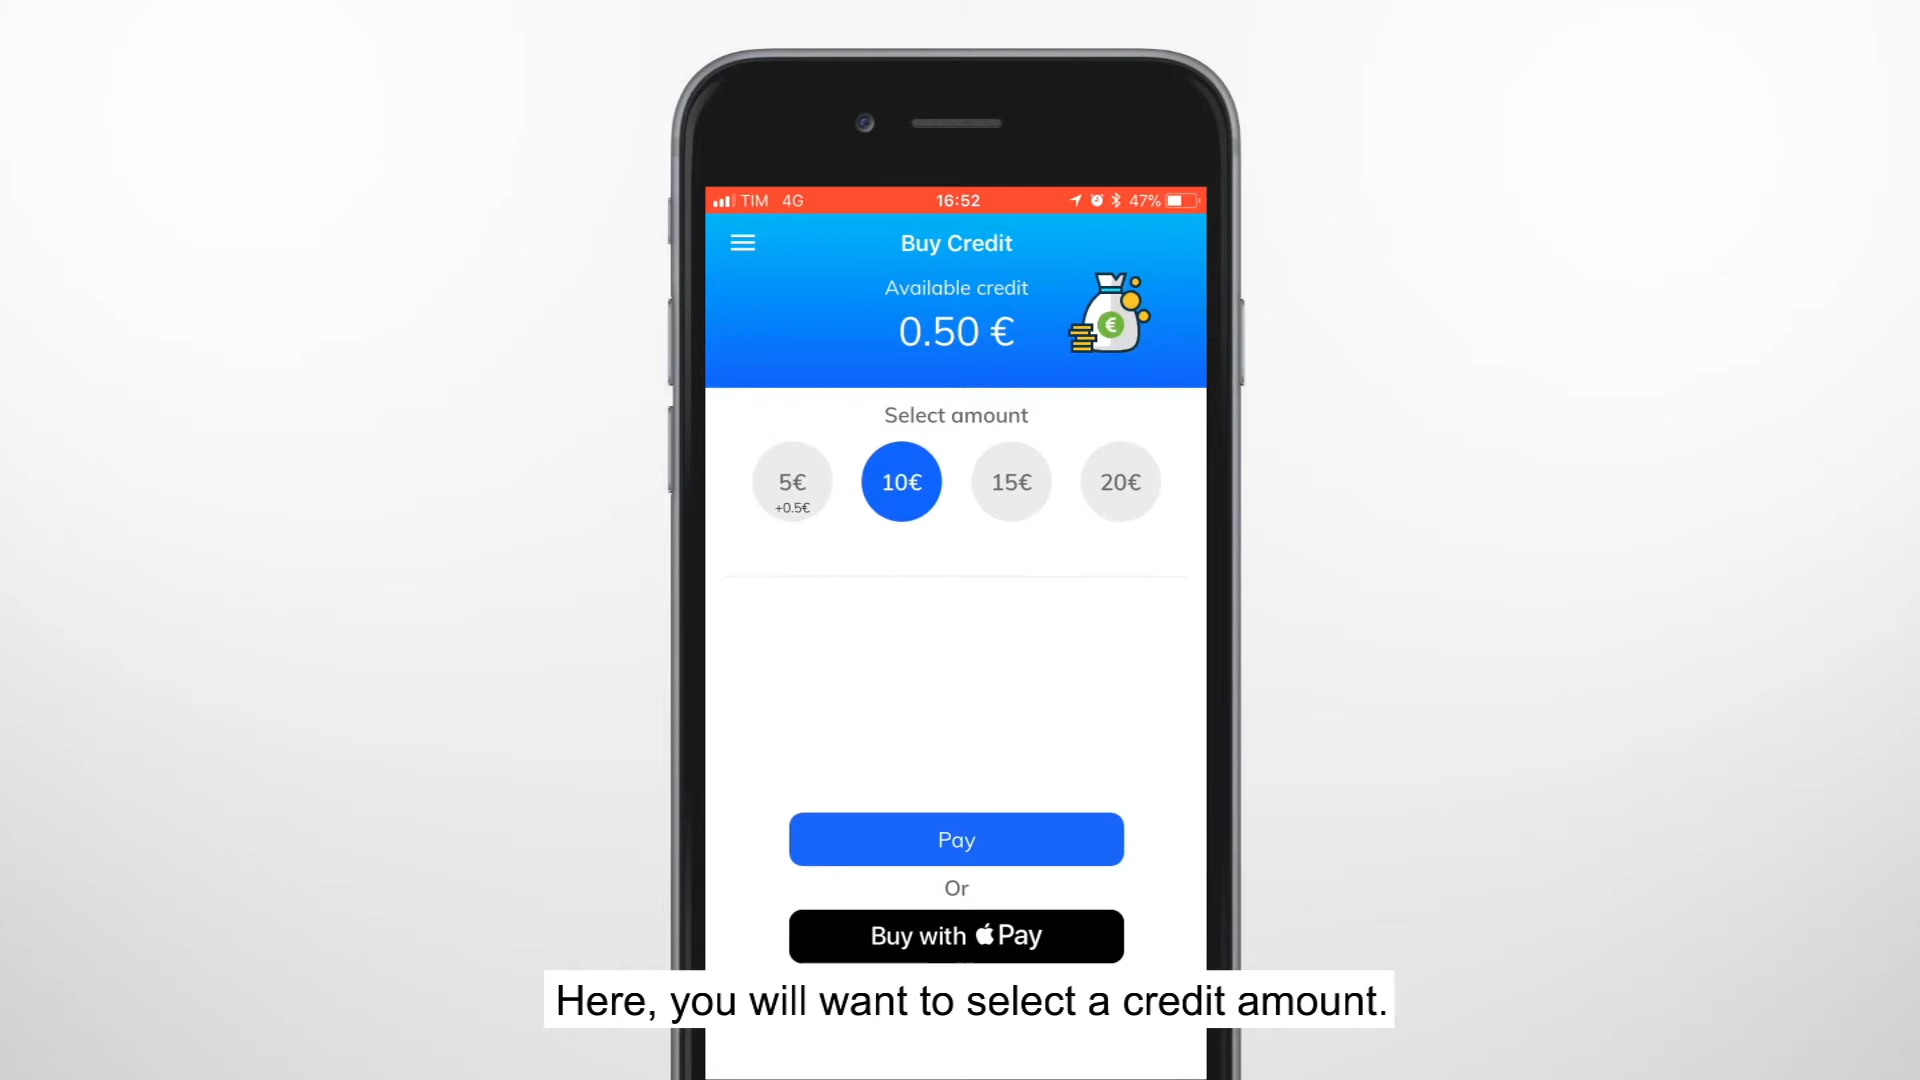 TIM 4G 16:52 47%
Buy Credit
Available credit
0.50 €
€
Select amount
5€ 10€ 15€ 20€
+0.5€
Pay
Or
Buy with Pay
Here, you will want to select a credit amount.